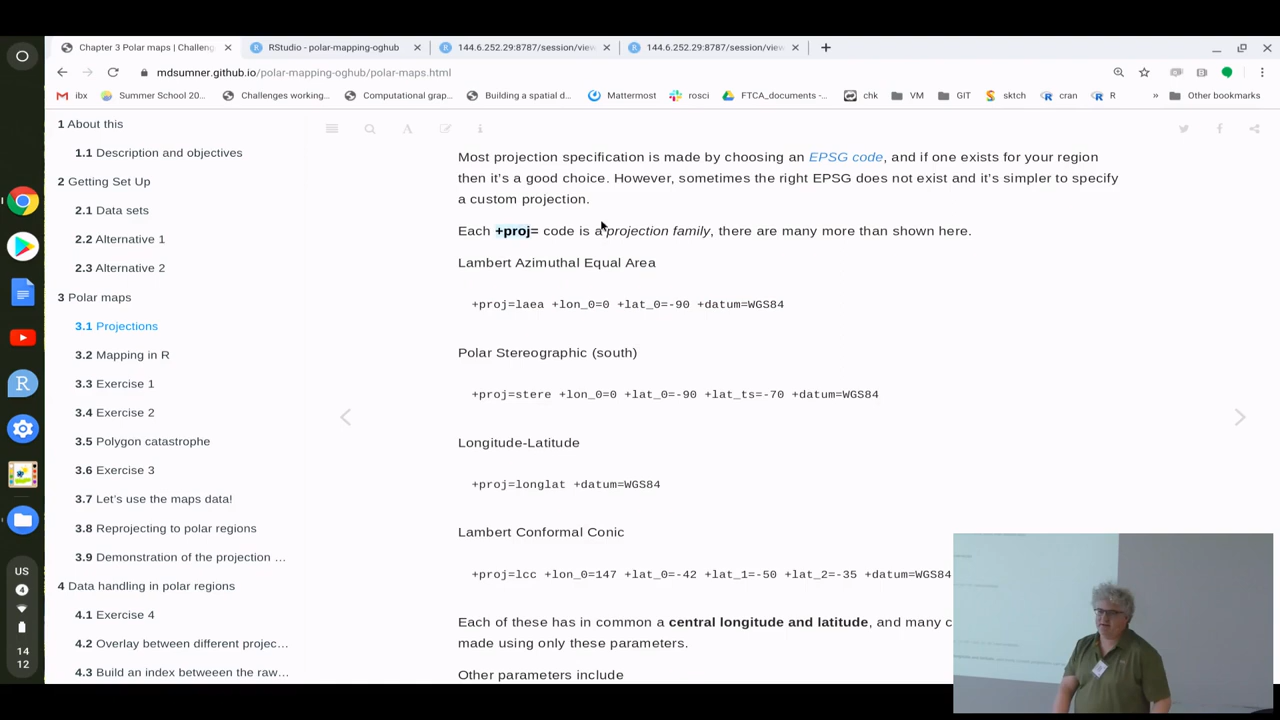 Chapter 3 Polar maps | Challeng
RStudio - polar-mapping-oghub
144.6.252.29:8787/session/view
144.6.252.29:8787/session/view
mdsumner.github.io/polar-mapping-oghub/polar-maps.html
ibx
Summer School 20...
Challenges working...
Computational grap...
Building a spatial d...
Mattermost
rosci
FTCA_documents -...
chk
VM
GIT
sktch
cran
R
»
Other bookmarks
1 About this
1.1 Description and objectives
2 Getting Set Up
2.1 Data sets
2.2 Alternative 1
2.3 Alternative 2
3 Polar maps
3.1 Projections
3.2 Mapping in R
3.3 Exercise 1
3.4 Exercise 2
3.5 Polygon catastrophe
3.6 Exercise 3
3.7 Let's use the maps data!
3.8 Reprojecting to polar regions
3.9 Demonstration of the projection ...
4 Data handling in polar regions
4.1 Exercise 4
4.2 Overlay between different projec...
4.3 Build an index betweeen the raw...
Most projection specification is made by choosing an EPSG code, and if one exists for your region
then it's a good choice. However, sometimes the right EPSG does not exist and it's simpler to specify
a custom projection.
Each +proj= code is a projection family, there are many more than shown here.
Lambert Azimuthal Equal Area
+proj=laea +lon_0=0 +lat_0=-90 +datum=WGS84
Polar Stereographic (south)
+proj=stere +lon_0=0 +lat_0=-90 +lat_ts=-70 +datum=WGS84
Longitude-Latitude
+proj=longlat +datum=WGS84
Lambert Conformal Conic
+proj=lcc +lon_0=147 +lat_0=-42 +lat_1=-50 +lat_2=-35 +datum=WGS84
Each of these has in common a central longitude and latitude, and many c
made using only these parameters.
Other parameters include
US
4
14
12